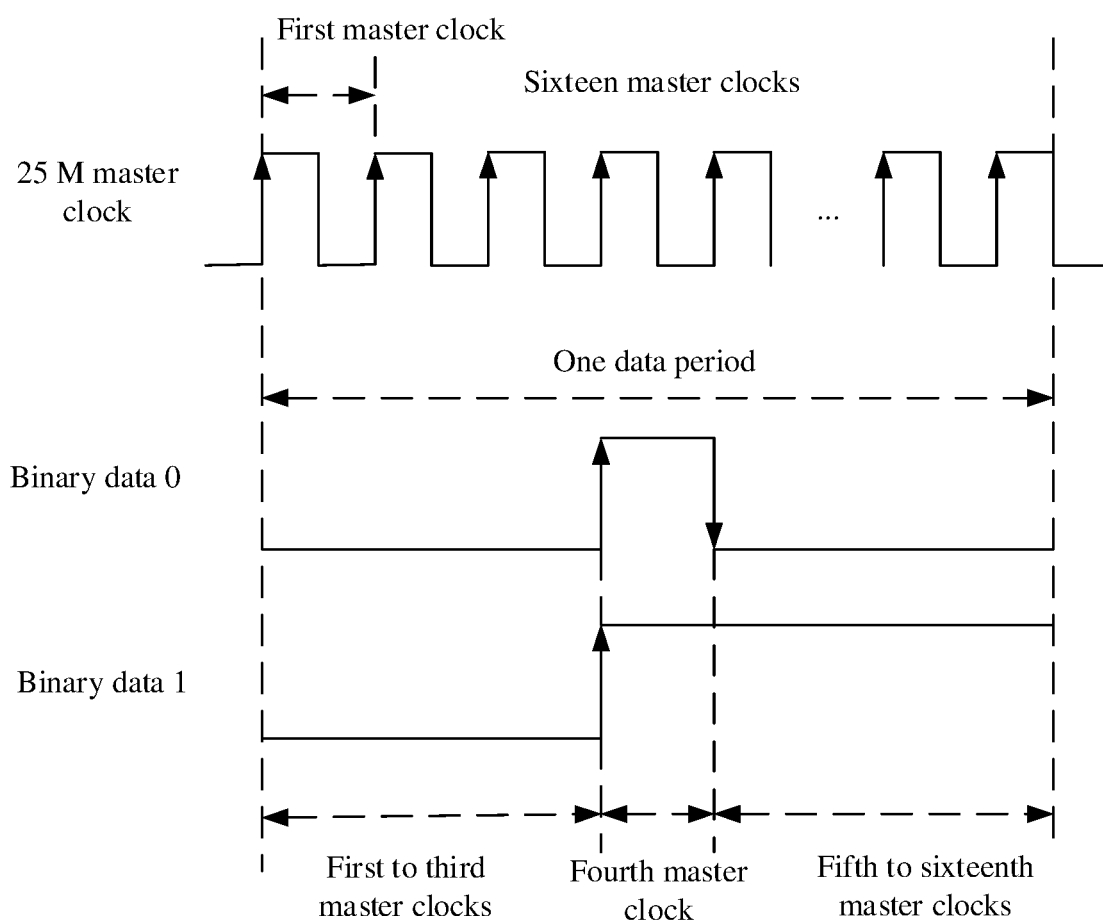 First master clock
Sixteen master clocks
25 M master
clock
...
One data period
Binary data 0
Binary data 1
First to third
master clocks
Fourth master
clock
Fifth to sixteenth
master clocks